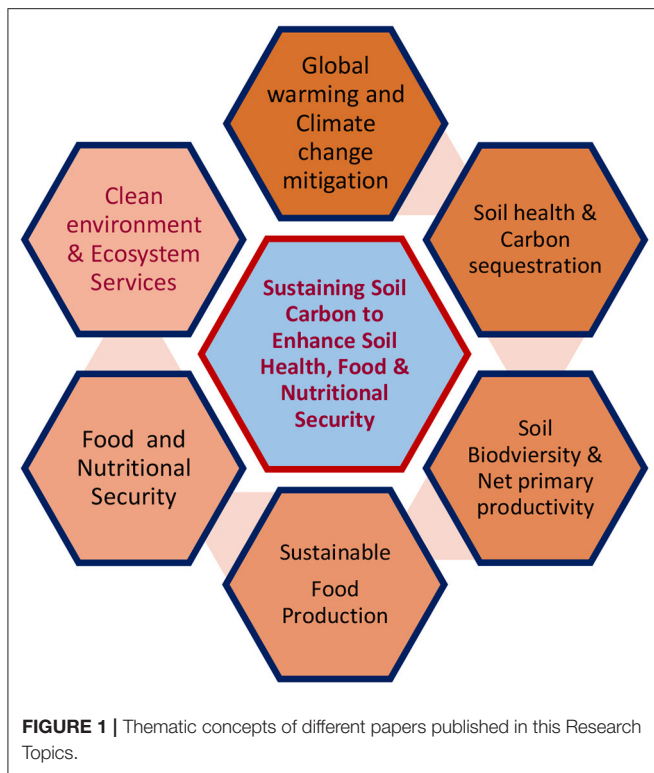 Global
warming and
Climate
change
mitigation
Clean
environment
& Ecosystem
Services
Soil health &
Carbon
sequestration
Sustaining Soil
Carbon to
Enhance Soil
Health, Food &
Nutritional
Security
Food and
Nutritional
Security
Soil
Biodviersity &
Net primary
productivity
Sustainable
Food
Production
FIGURE 1 | Thematic concepts of different papers published in this Research
Topics.